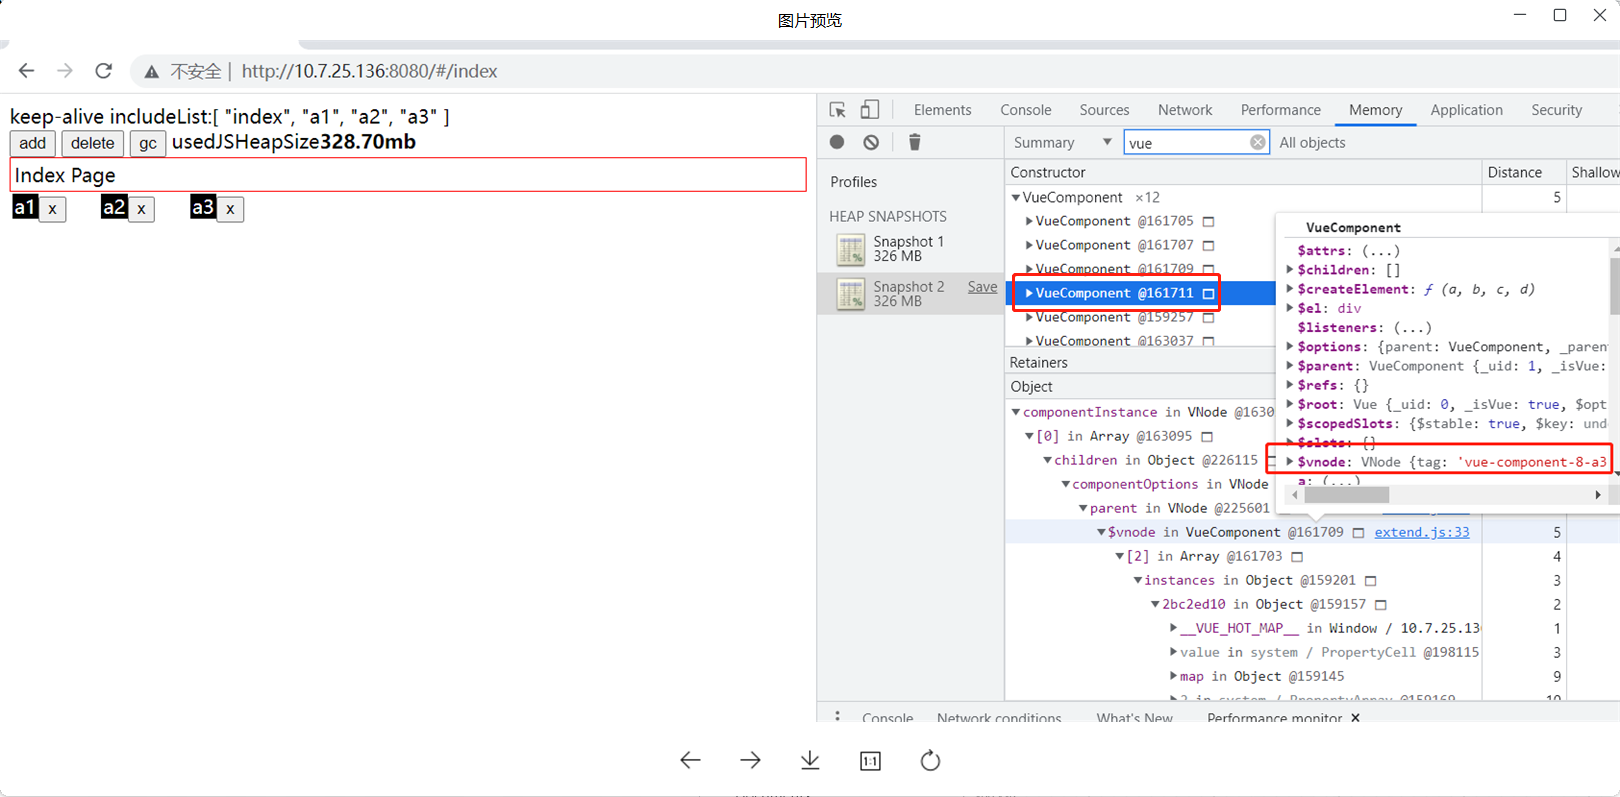 图片预览
不安全 | http://10.7.25.136:8080/#/index
keep-alive includeList:[ "index", "a1", "a2", "a3" ]
add delete gc usedJSHeapSize328.70mb
Index Page
a1 x a2 x a3 x
Elements Console Sources Network Performance Memory Application Security
Summary ▼ vue All objects
Profiles
HEAP SNAPSHOTS
Snapshot 1
326 MB
Snapshot 2 Save
326 MB
Constructor Distance Shallow
▼VueComponent ×12 5
▶VueComponent @161705
▶VueComponent @161707
▶VueComponent @161709
▶VueComponent @161711
▶VueComponent @159257
▶VueComponent @163037
VueComponent
$attrs: (...)
▶$children: []
▶$createElement: ƒ (a, b, c, d)
▶$el: div
$listeners: (...)
▶$options: {parent: VueComponent, _paren
▶$parent: VueComponent {_uid: 1, _isVue:
▶$refs: {}
▶$root: Vue {_uid: 0, _isVue: true, $opt
▶$scopedSlots: {$stable: true, $key: und
▶$slots: {}
▶$vnode: VNode {tag: 'vue-component-8-a3
a: (...)
Retainers
Object
▼componentInstance in VNode @1630
▼[0] in Array @163095
▼children in Object @226115
▼componentOptions in VNode
▼parent in VNode @225601
▼$vnode in VueComponent @161709 extend.js:33 5
▼[2] in Array @161703 4
▼instances in Object @159201 3
▼2bc2ed10 in Object @159157 2
▶__VUE_HOT_MAP__ in Window / 10.7.25.13 1
▶value in system / PropertyCell @198115 3
▶map in Object @159145 9
▶2 in system / PropertyArray @159169 10
Console Network conditions What's New Performance monitor ×
1:1